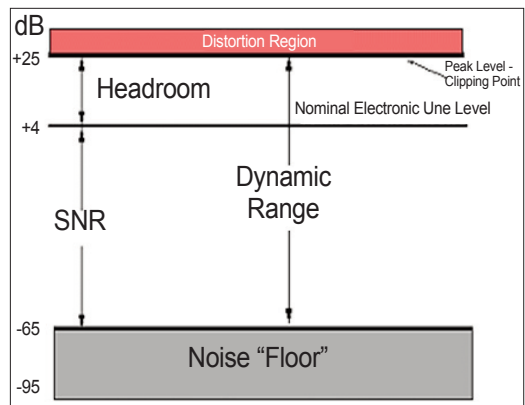 dB
Distortion Region
+25
Peak Level -
Clipping Point
Headroom
Nominal Electronic Une Level
+4
Dynamic
Range
SNR
-65
Noise “Floor”
-95